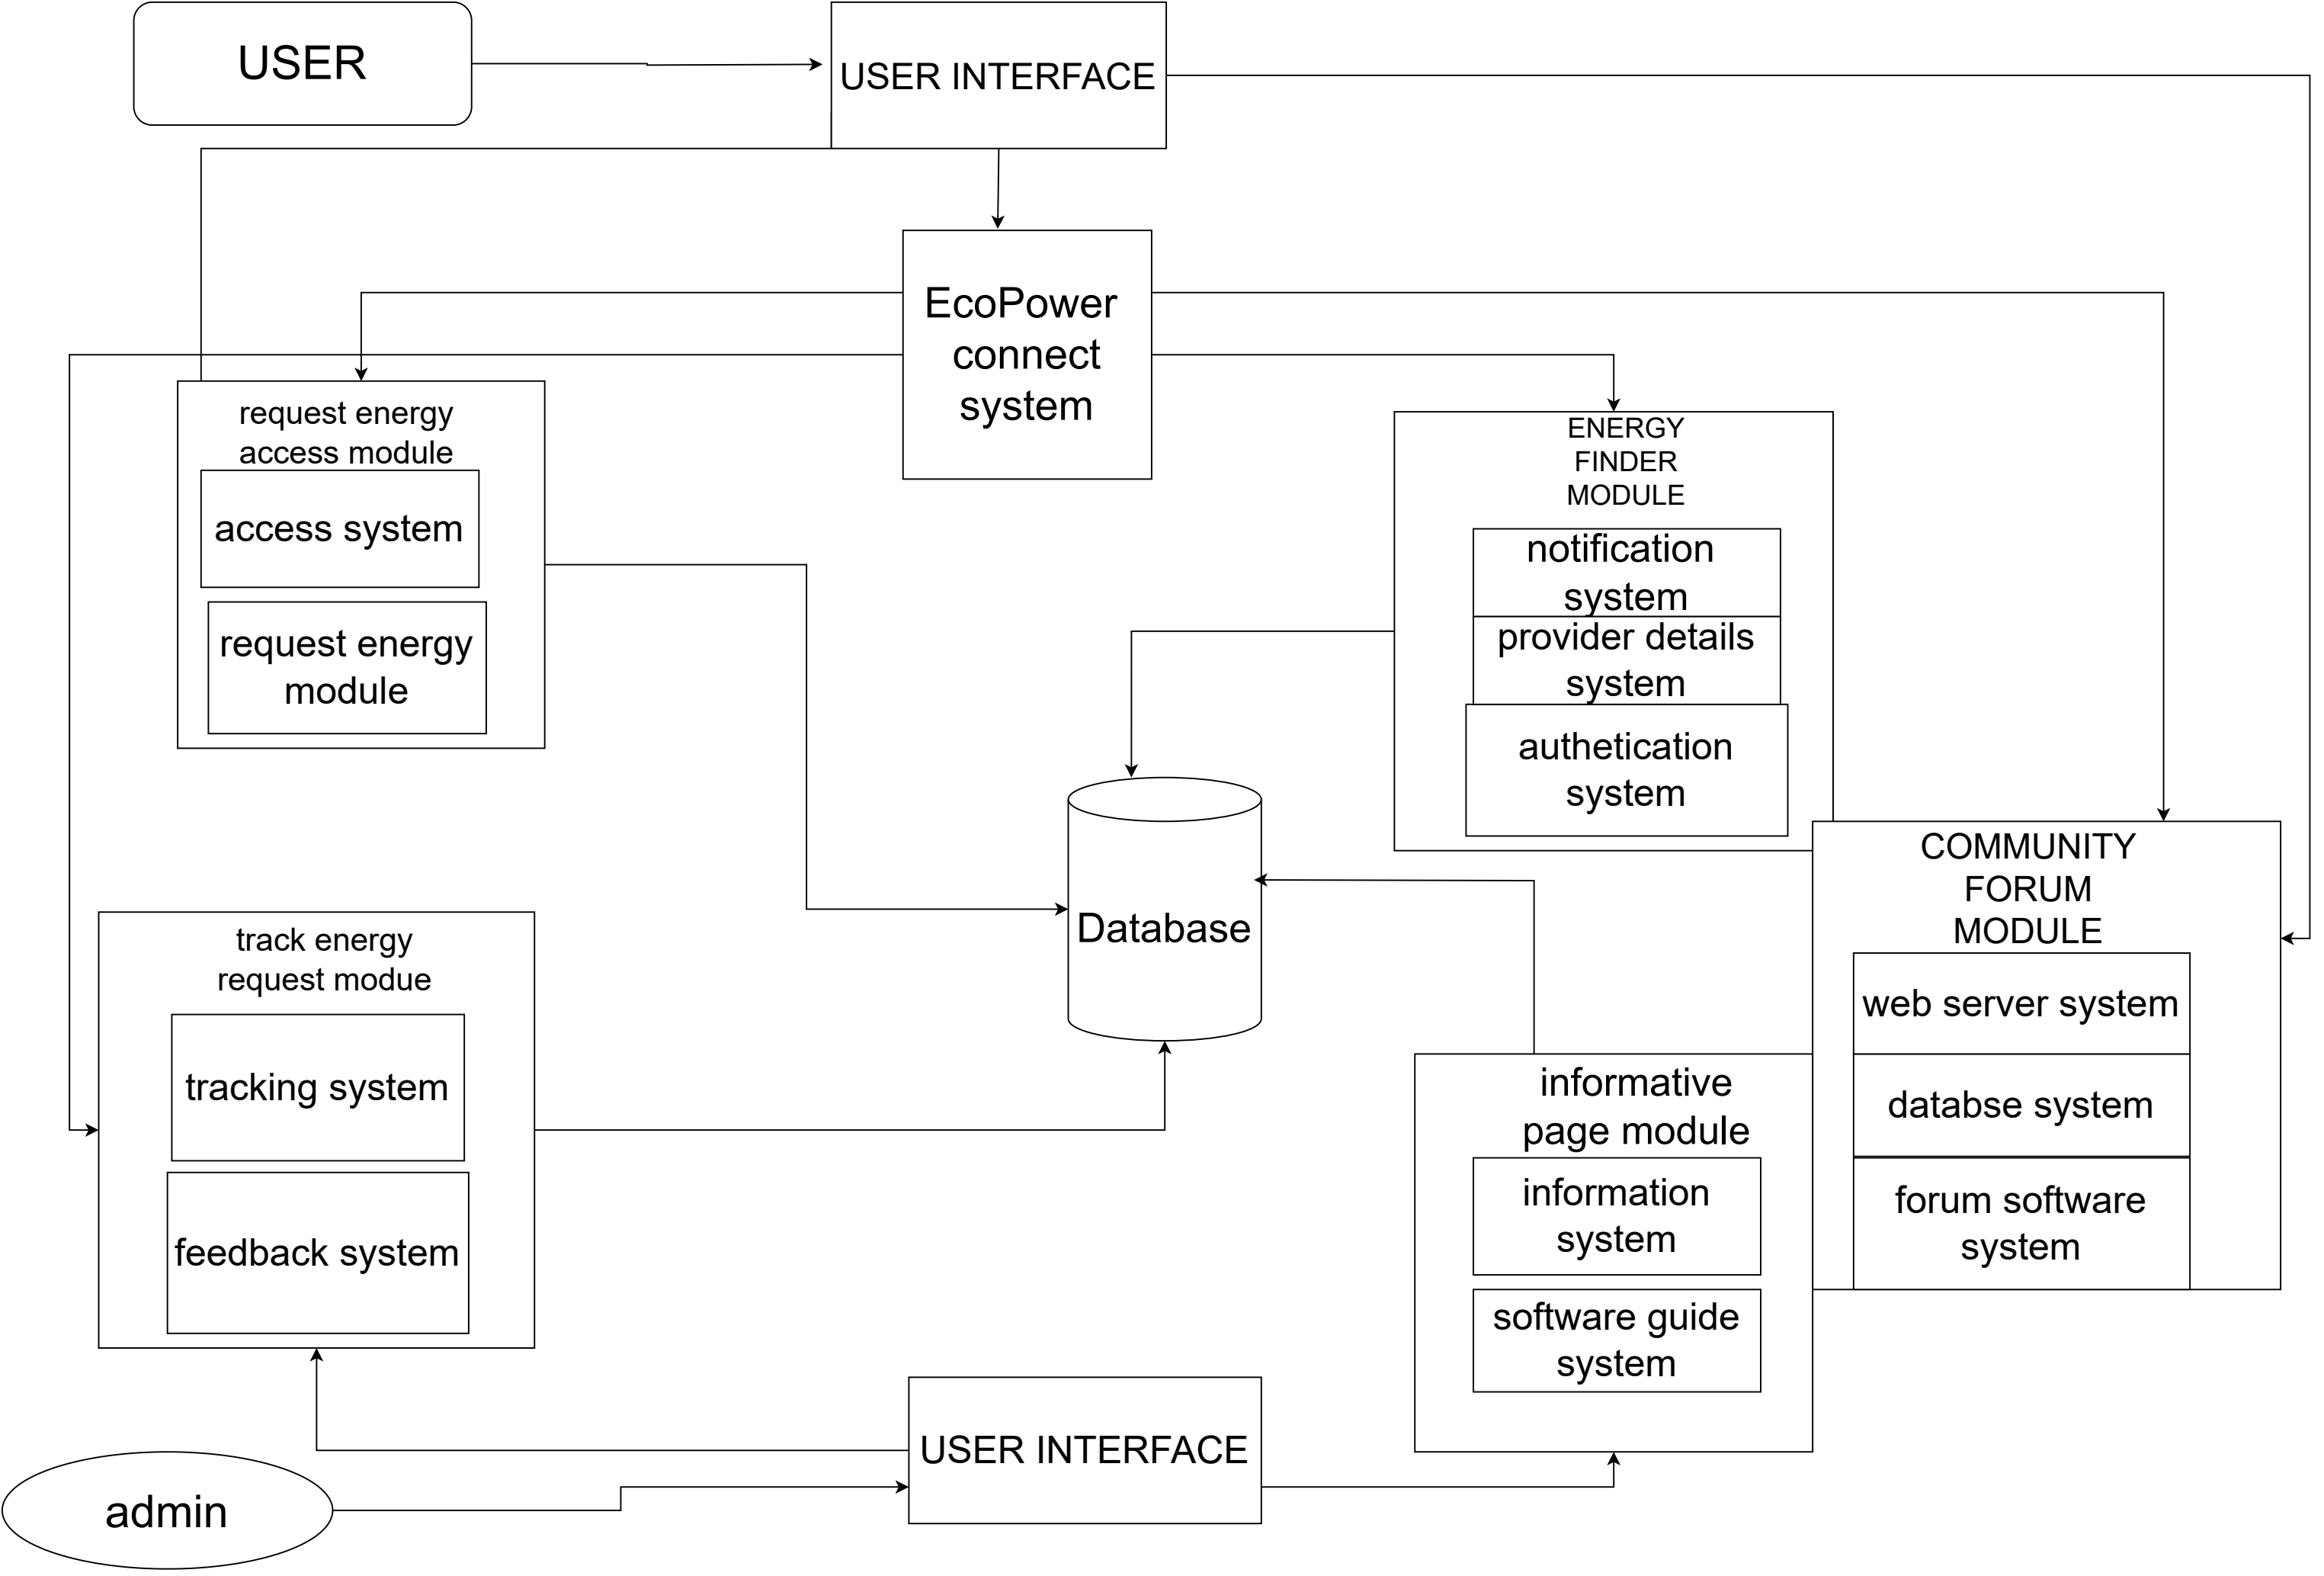 USER
USER INTERFACE
EcoPower
connect
system
request energy
access module
access system
request energy
module
ENERGY
FINDER
MODULE
notification
system
provider details
system
authetication
system
Database
COMMUNITY
FORUM
MODULE
web server system
databse system
forum software
system
track energy
request modue
tracking system
feedback system
informative
page module
information
system
software guide
system
USER INTERFACE
admin